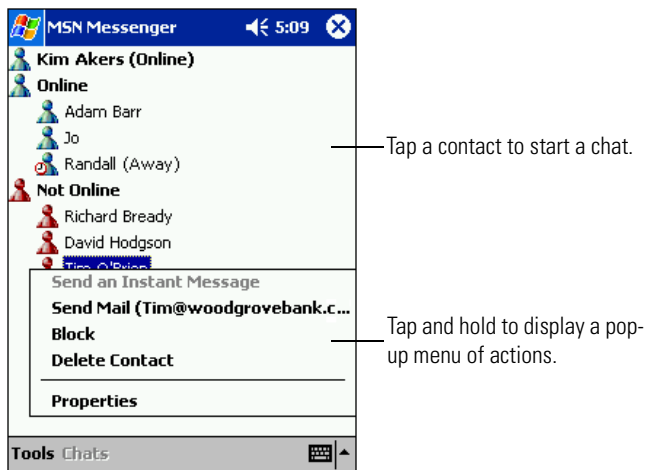 MSN Messenger 5:09
Kim Akers (Online)
Online
Adam Barr
Jo
Randall (Away)
Not Online
Richard Bready
David Hodgson
Tim O'Brien
Send an Instant Message
Send Mail (Tim@woodgrovebank.c...
Block
Delete Contact
Properties
Tools Chats
Tap a contact to start a chat.
Tap and hold to display a pop-
up menu of actions.